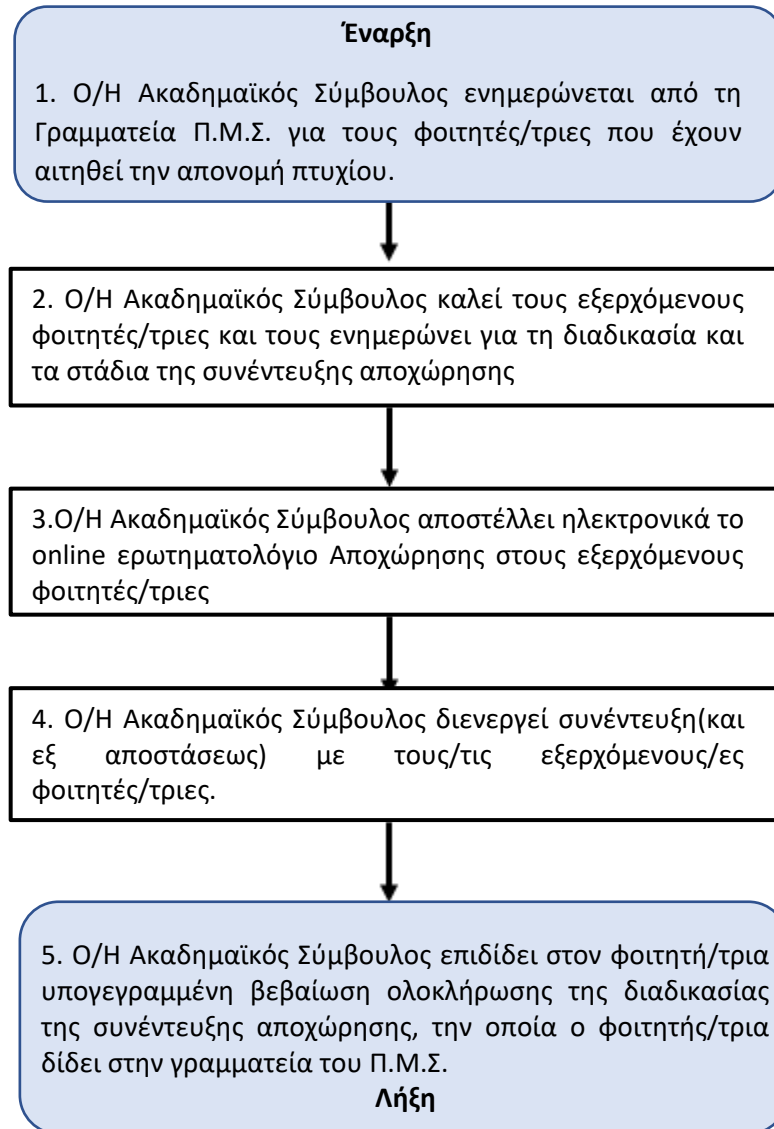 Έναρξη
1. Ο/Η Ακαδημαϊκός Σύμβουλος ενημερώνεται από τη
Γραμματεία Π.Μ.Σ. για τους φοιτητές/τριες που έχουν
αιτηθεί την απονομή πτυχίου.
2. Ο/Η Ακαδημαϊκός Σύμβουλος καλεί τους εξερχόμενους
φοιτητές/τριες και τους ενημερώνει για τη διαδικασία και
τα στάδια της συνέντευξης αποχώρησης
3.Ο/Η Ακαδημαϊκός Σύμβουλος αποστέλλει ηλεκτρονικά το
online ερωτηματολόγιο Αποχώρησης στους εξερχόμενους
φοιτητές/τριες
4. Ο/Η Ακαδημαϊκός Σύμβουλος διενεργεί συνέντευξη(και
εξ αποστάσεως) με τους/τις εξερχόμενους/ες
φοιτητές/τριες.
5. Ο/Η Ακαδημαϊκός Σύμβουλος επιδίδει στον φοιτητή/τρια
υπογεγραμμένη βεβαίωση ολοκλήρωσης της διαδικασίας
της συνέντευξης αποχώρησης, την οποία ο φοιτητής/τρια
δίδει στην γραμματεία του Π.Μ.Σ.
Λήξη